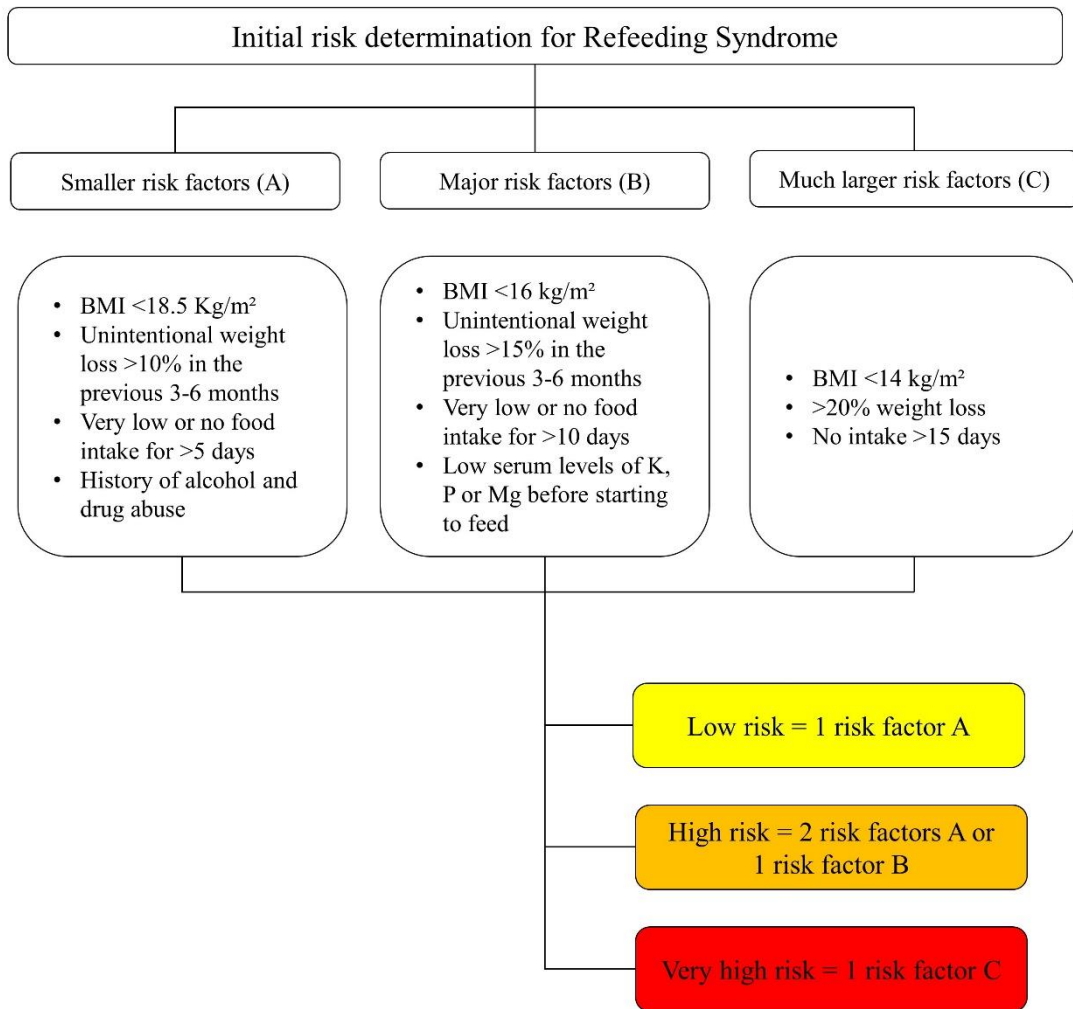 Initial risk determination for Refeeding Syndrome
Smaller risk factors (A)
Major risk factors (B)
Much larger risk factors (C)
• BMI <18.5 Kg/m²
• Unintentional weight
loss >10% in the
previous 3-6 months
• Very low or no food
intake for >5 days
• History of alcohol and
drug abuse
• BMI <16 kg/m²
• Unintentional weight
loss >15% in the
previous 3-6 months
• Very low or no food
intake for >10 days
• Low serum levels of K,
P or Mg before starting
to feed
• BMI <14 kg/m²
• >20% weight loss
• No intake >15 days
Low risk = 1 risk factor A
High risk = 2 risk factors A or
1 risk factor B
Very high risk = 1 risk factor C